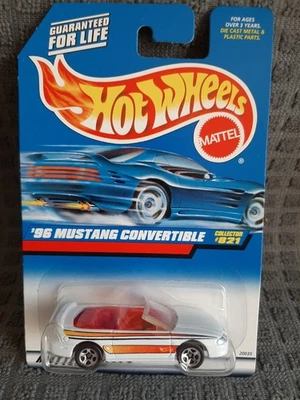 GUARANTEED
FOR LIFE
FOR AGES
OVER 3 YEARS.
DIE CAST METAL &
PLASTIC PARTS.
HOT WHEELS
MATTEL
®
'96 MUSTANG CONVERTIBLE
COLLECTOR
#821